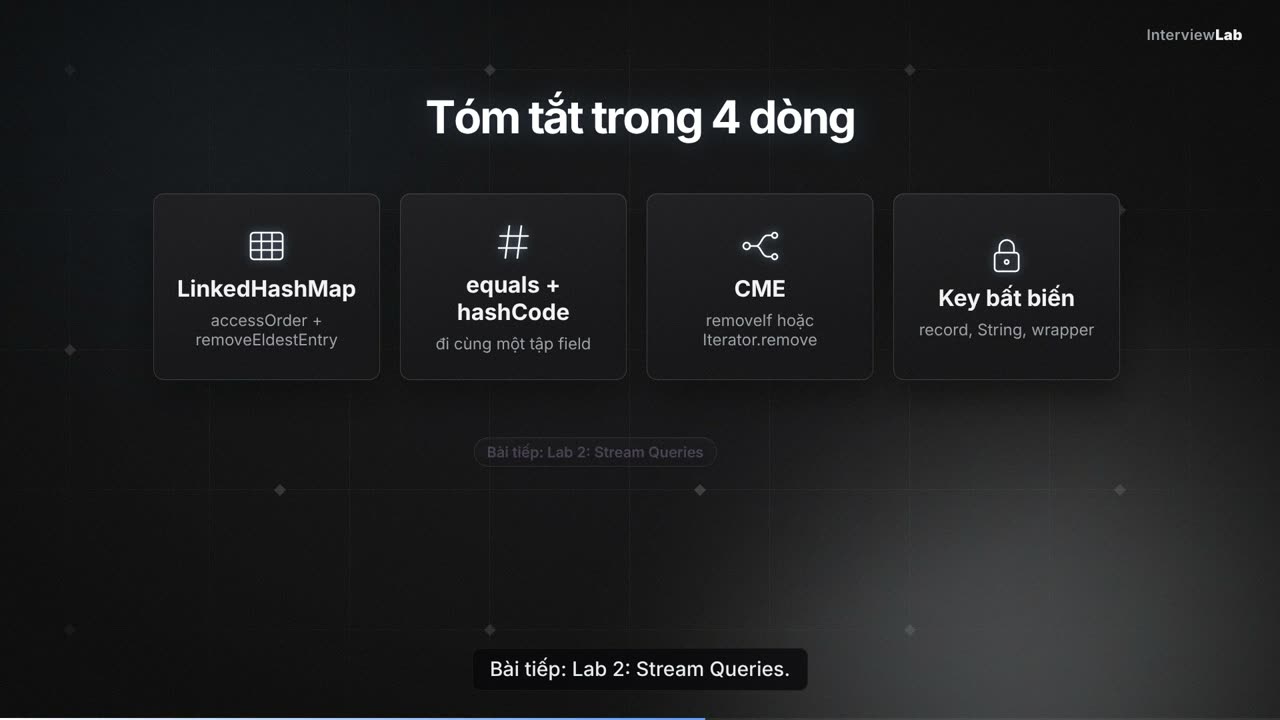 InterviewLab
Tóm tắt trong 4 dòng
LinkedHashMap
accessOrder +
removeEldestEntry
equals +
hashCode
đi cùng một tập field
CME
removeIf hoặc
Iterator.remove
Key bất biến
record, String, wrapper
Bài tiếp: Lab 2: Stream Queries
Bài tiếp: Lab 2: Stream Queries.